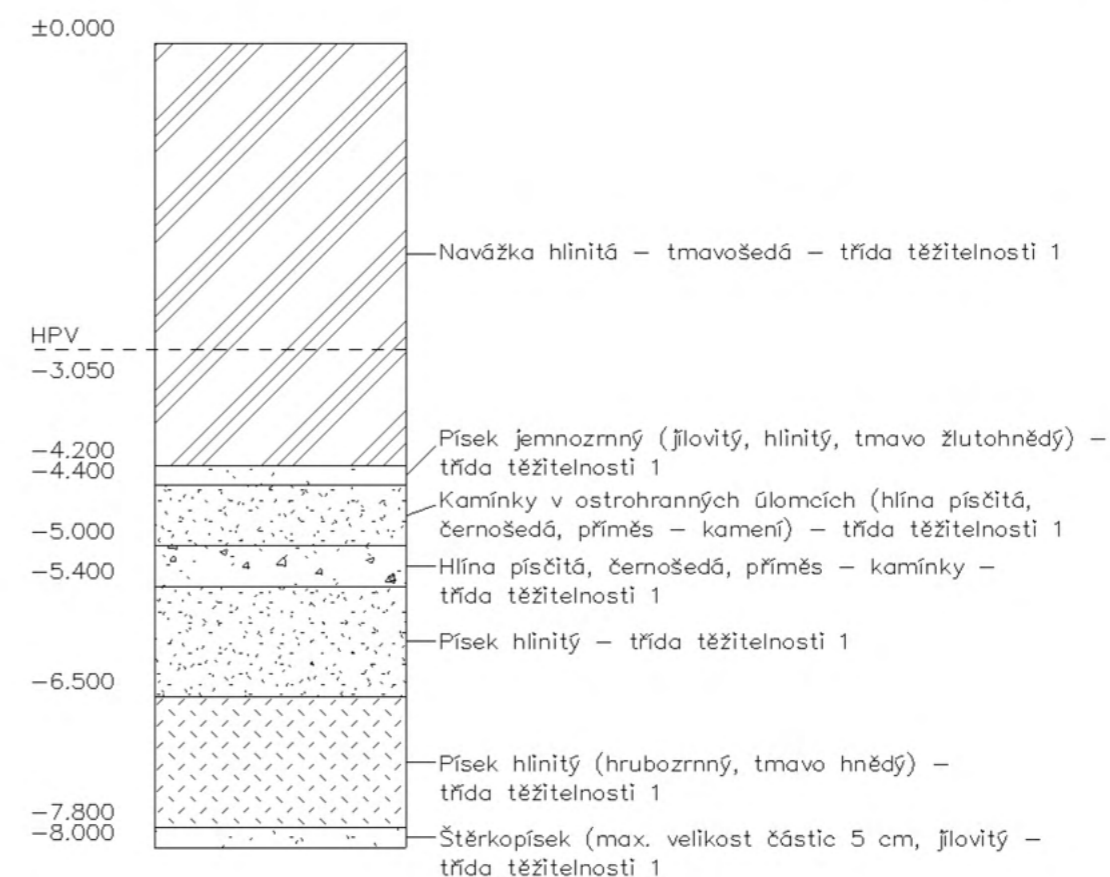 ±0.000
Navážka hlinitá – tmavošedá – třída těžitelnosti 1
HPV
–3.050
–4.200
–4.400
Písek jemnozrnný (jílovitý, hlinitý, tmavo žlutohnědý) –
třída těžitelnosti 1
Kamínky v ostrohranných úlomcích (hlína písčitá,
černošedá, příměs – kamení) – třída těžitelnosti 1
–5.000
–5.400
Hlína písčitá, černošedá, příměs – kamínky –
třída těžitelnosti 1
Písek hlinitý – třída těžitelnosti 1
–6.500
Písek hlinitý (hrubozrnný, tmavo hnědý) –
třída těžitelnosti 1
–7.800
–8.000
Štěrkopísek (max. velikost částic 5 cm, jílovitý –
třída těžitelnosti 1